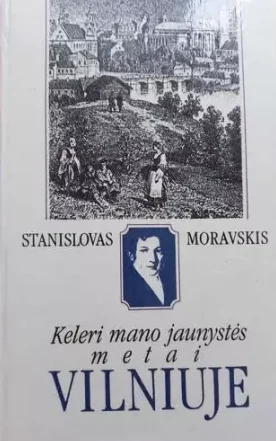 STANISLOVAS MORAVSKIS
Keleri mano jaunystės
metai
VILNIUJE